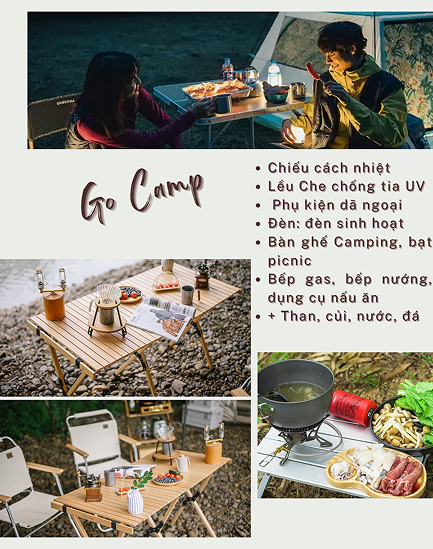 QUECHUA
Go Camp
Chiếu cách nhiệt
Lều Che chống tia UV
Phụ kiện dã ngoại
Đèn: đèn sinh hoạt
Bàn ghế Camping, bạt
picnic
Bếp gas, bếp nướng,
dụng cụ nấu ăn
+ Than, củi, nước, đá